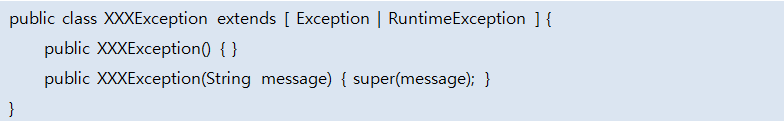 public class XXXException extends [ Exception | RuntimeException ] {
public XXXException() { }
public XXXException(String message) { super(message); }
}